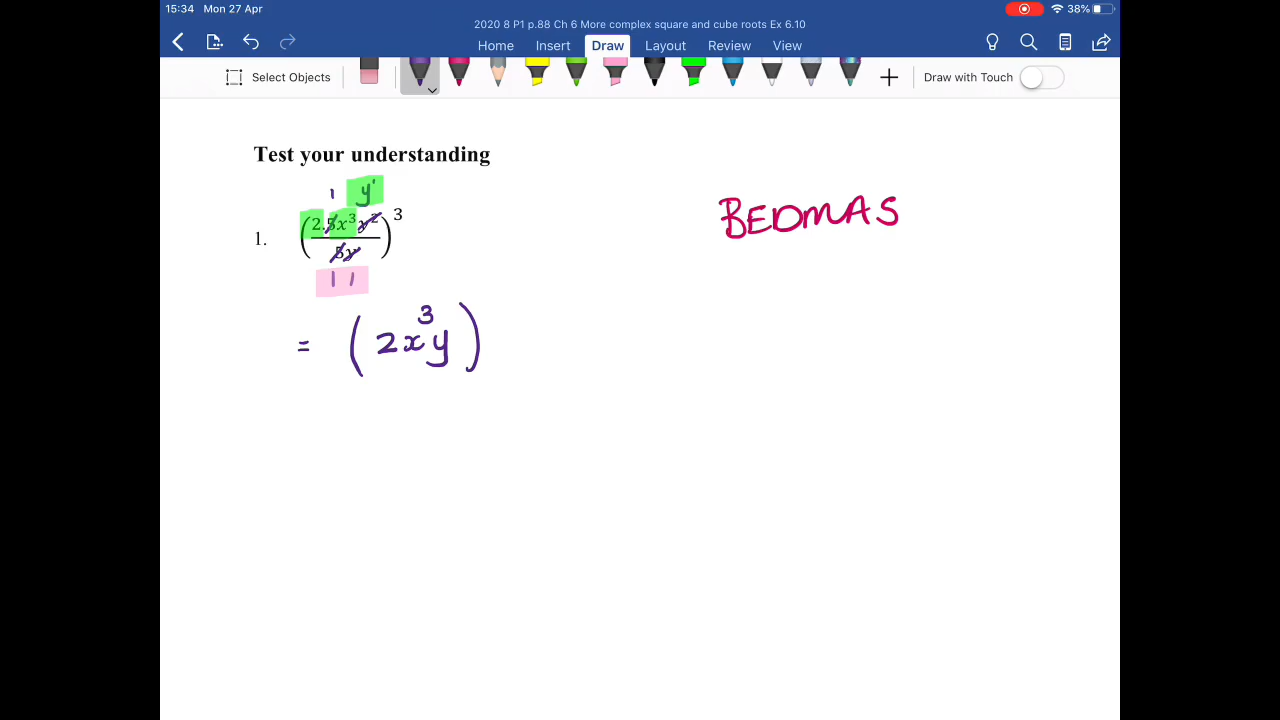 15:34 Mon 27 Apr 38%
2020 8 P1 p.88 Ch 6 More complex square and cube roots Ex 6.10
Home Insert Draw Layout Review View
Select Objects Draw with Touch
Test your understanding
1 y¹
1. (2.5x³y²/5y)³
1 1
BEDMAS
= (2x³y)